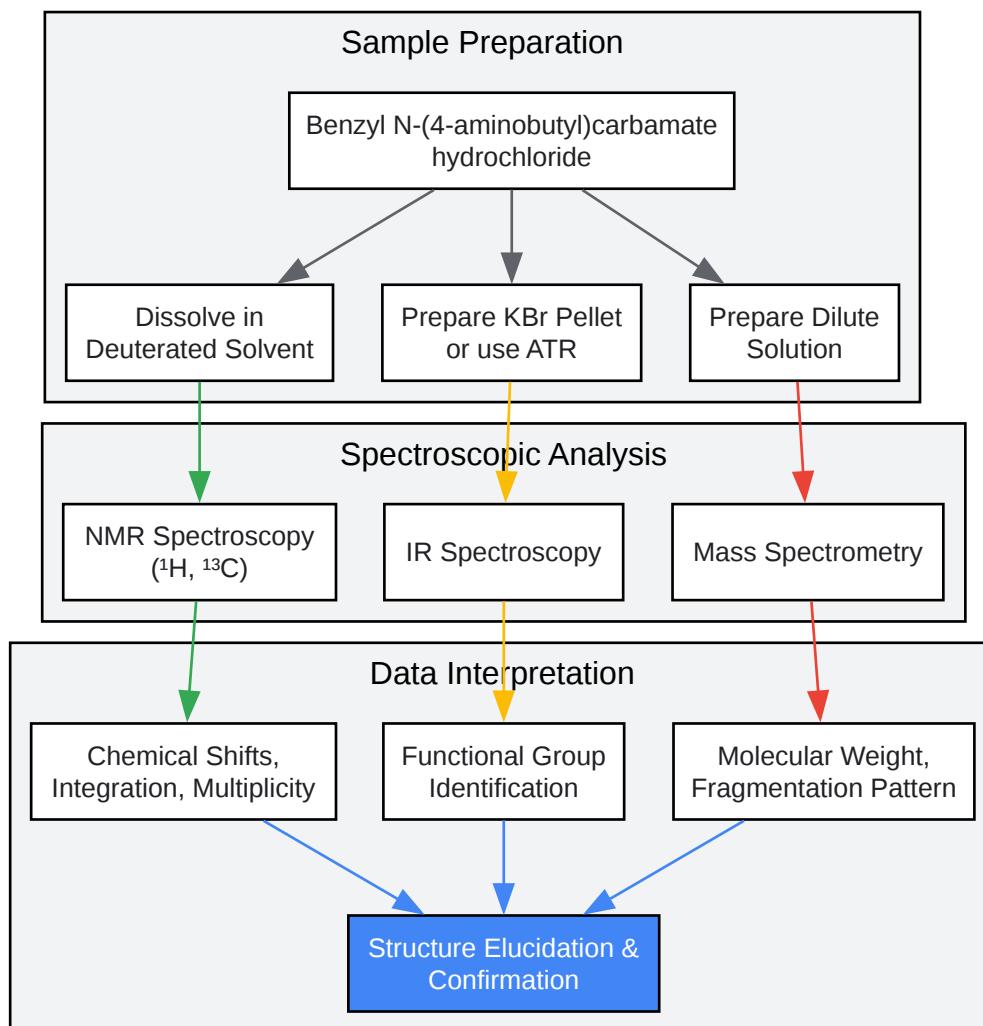 Sample Preparation
Benzyl N-(4-aminobutyl)carbamate
hydrochloride
Dissolve in
Deuterated Solvent
Prepare KBr Pellet
or use ATR
Prepare Dilute
Solution
Spectroscopic Analysis
NMR Spectroscopy
(¹H, ¹³C)
IR Spectroscopy
Mass Spectrometry
Data Interpretation
Chemical Shifts,
Integration, Multiplicity
Functional Group
Identification
Molecular Weight,
Fragmentation Pattern
Structure Elucidation &
Confirmation